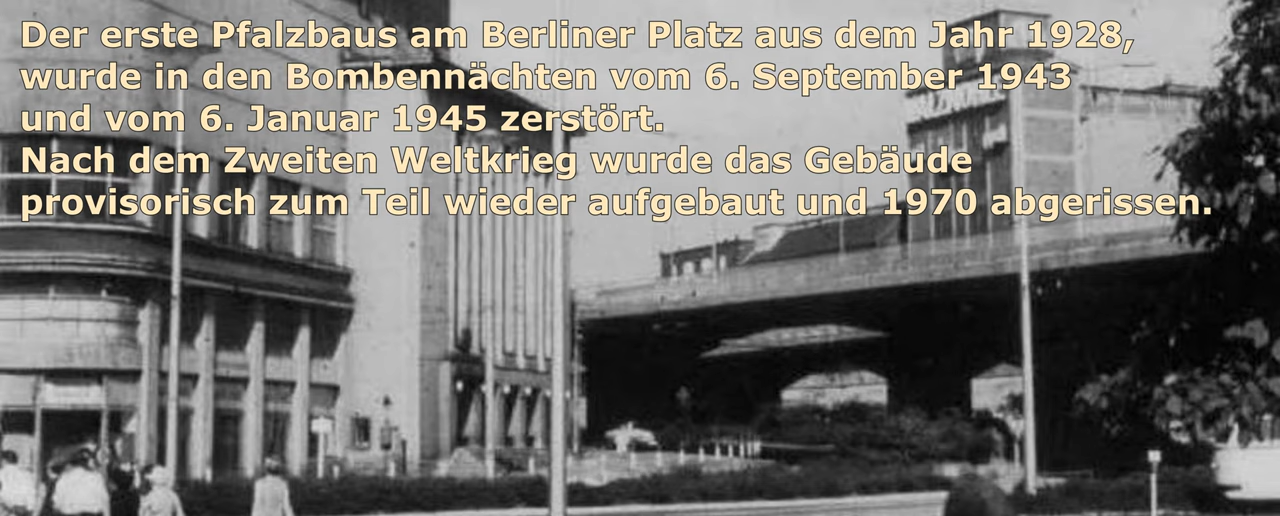 Der erste Pfalzbaus am Berliner Platz aus dem Jahr 1928,
wurde in den Bombennächten vom 6. September 1943
und vom 6. Januar 1945 zerstört.
Nach dem Zweiten Weltkrieg wurde das Gebäude
provisorisch zum Teil wieder aufgebaut und 1970 abgerissen.